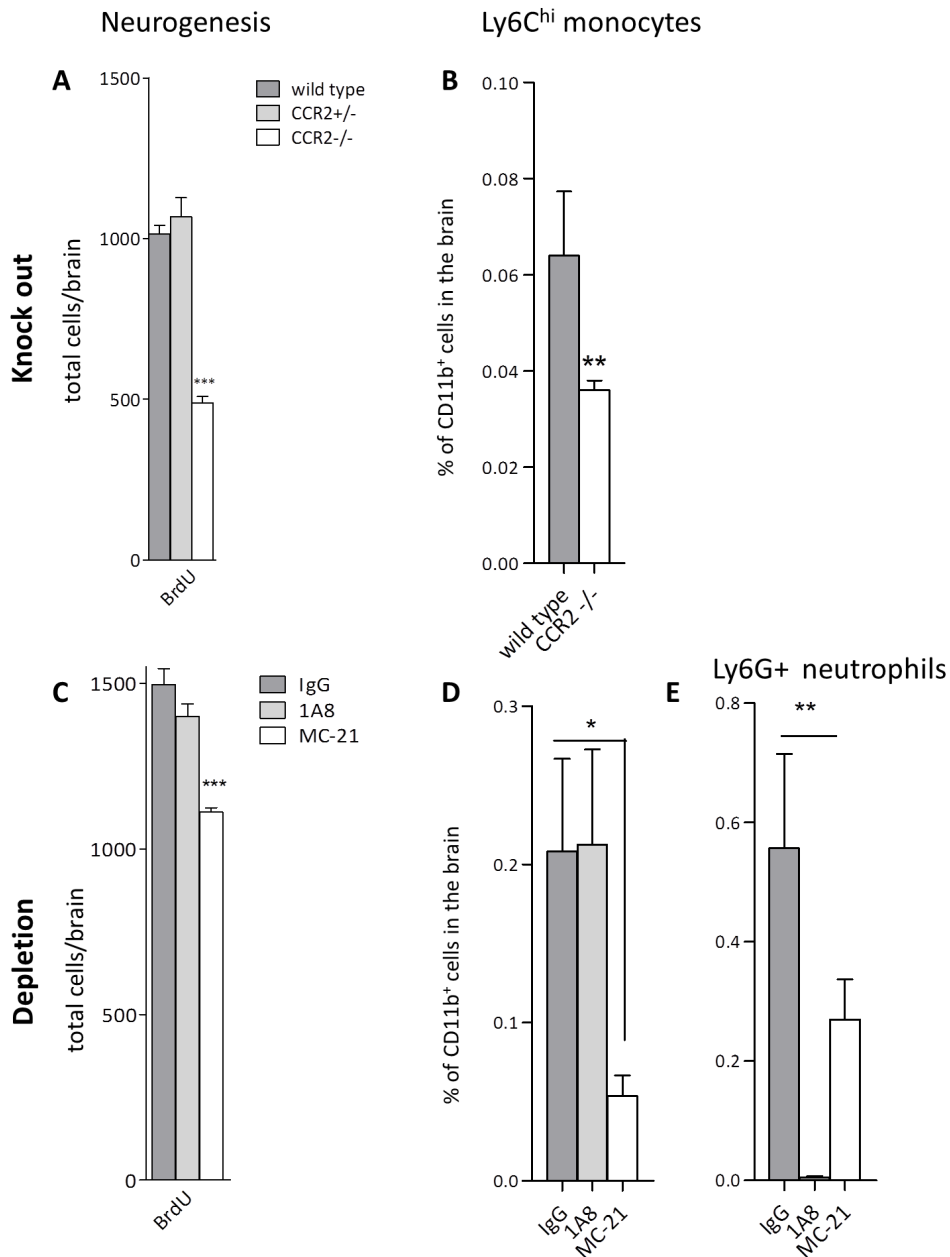 Neurogenesis
Ly6Chi monocytes
Knock out
A
total cells/brain
1500
1000
500
0
BrdU
wild type
CCR2+/-
CCR2-/-
***
B
% of CD11b+ cells in the brain
0.10
0.08
0.06
0.04
0.02
0.00
**
wild type
CCR2 -/-
Depletion
C
total cells/brain
1500
1000
500
0
BrdU
IgG
1A8
MC-21
***
D
% of CD11b+ cells in the brain
0.3
0.2
0.1
0.0
*
IgG
1A8
MC-21
Ly6G+ neutrophils
E
0.8
0.6
0.4
0.2
0.0
**
IgG
1A8
MC-21